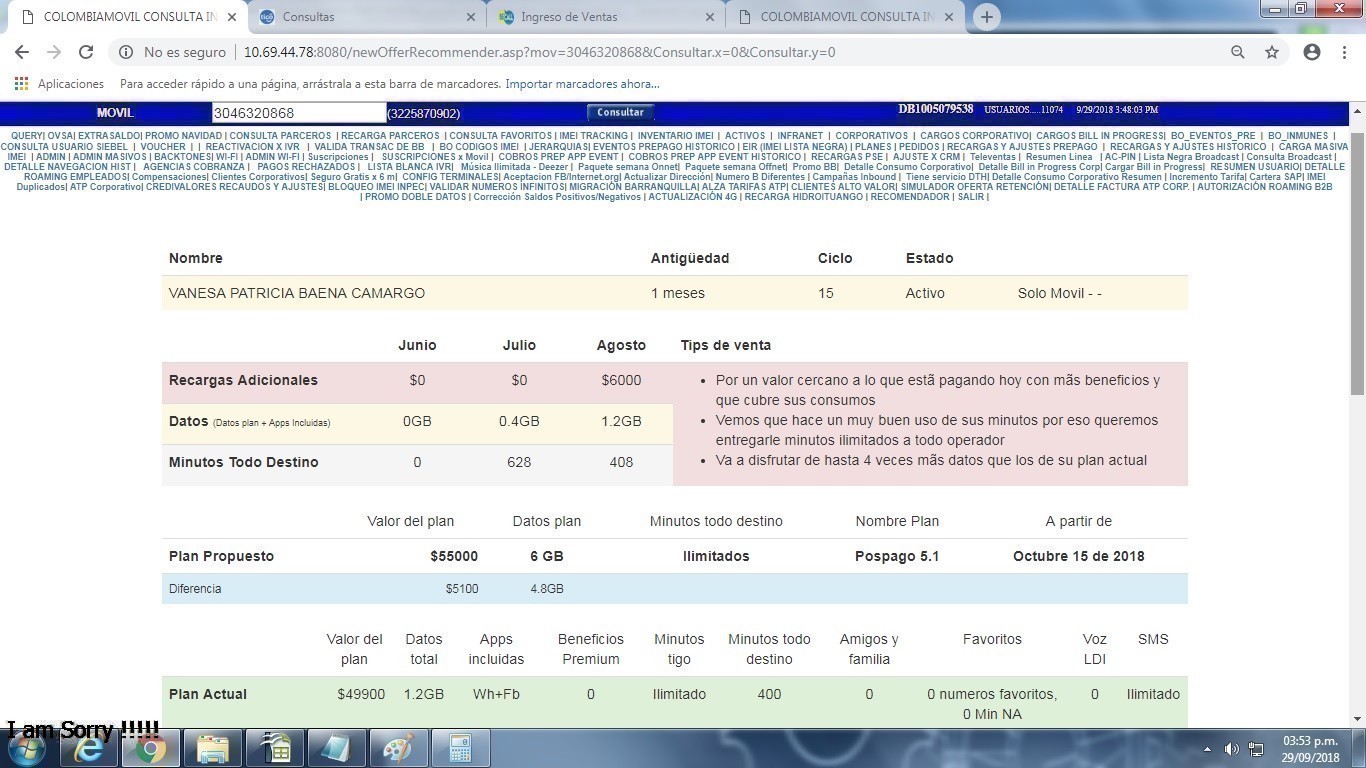 COLOMBIAMOVIL CONSULTA IN
Consultas
Ingreso de Ventas
COLOMBIAMOVIL CONSULTA IN
No es seguro
10.69.44.78:8080/newOfferRecommender.asp?mov=3046320868&Consultar.x=0&Consultar.y=0
Aplicaciones
Para acceder rápido a una página, arrástrala a esta barra de marcadores.
Importar marcadores ahora...
MOVIL 3046320868 (3225870902) Consultar DB1005079538 USUARIOS.....11074 9/29/2018 3:48:03 PM
QUERY| OVSA| EXTRASALDO| PROMO NAVIDAD | CONSULTA PARCEROS | RECARGA PARCEROS | CONSULTA FAVORITOS | IMEI TRACKING | INVENTARIO IMEI | ACTIVOS | INFRANET | CORPORATIVOS | CARGOS CORPORATIVO| CARGOS BILL IN PROGRESS| BO_EVENTOS_PRE | BO_INMUNES |
CONSULTA USUARIO SIEBEL | VOUCHER | | REACTIVACION X IVR | VALIDA TRANSAC DE BB | BO CODIGOS IMEI | JERARQUIAS| EVENTOS PREPAGO HISTORICO | EIR (IMEI LISTA NEGRA) | PLANES | PEDIDOS | RECARGAS Y AJUSTES PREPAGO | RECARGAS Y AJUSTES HISTORICO | CARGA MASIVA
IMEI | ADMIN | ADMIN MASIVOS | BACKTONES| WI-FI | ADMIN WI-FI | Suscripciones | SUSCRIPCIONES x Movil | COBROS PREP APP EVENT | COBROS PREP APP EVENT HISTORICO | RECARGAS PSE | AJUSTE X CRM | Televentas | Resumen Linea | AC-PIN | Lista Negra Broadcast | Consulta Broadcast |
DETALLE NAVEGACION HIST | AGENCIAS COBRANZA | PAGOS RECHAZADOS | LISTA BLANCA IVR| Música Ilimitada - Deezer | Paquete semana Onnet| Paquete semana Offnet| Promo BB| Detalle Consumo Corporativo| Detalle Bill in Progress Corp| Cargar Bill in Progress| RESUMEN USUARIO| DETALLE
ROAMING EMPLEADOS| Compensaciones| Clientes Corporativos| Seguro Gratis x 6 m| CONFIG TERMINALES| Aceptacion FB/Internet.org| Actualizar Dirección| Numero B Diferentes | Campañas Inbound | Tiene servicio DTH| Detalle Consumo Corporativo Resumen | Incremento Tarifa| Cartera SAP| IMEI
Duplicados| ATP Corporativo| CREDIVALORES RECAUDOS Y AJUSTES| BLOQUEO IMEI INPEC| VALIDAR NUMEROS INFINITOS| MIGRACIÓN BARRANQUILLA| ALZA TARIFAS ATP| CLIENTES ALTO VALOR| SIMULADOR OFERTA RETENCIÓN| DETALLE FACTURA ATP CORP. | AUTORIZACIÓN ROAMING B2B
| PROMO DOBLE DATOS | Corrección Saldos Positivos/Negativos | ACTUALIZACIÓN 4G | RECARGA HIDROITUANGO | RECOMENDADOR | SALIR |
Nombre Antigüedad Ciclo Estado
VANESA PATRICIA BAENA CAMARGO 1 meses 15 Activo Solo Movil - -
Junio Julio Agosto Tips de venta
Recargas Adicionales $0 $0 $6000
Datos (Datos plan + Apps Incluidas) 0GB 0.4GB 1.2GB
Minutos Todo Destino 0 628 408
• Por un valor cercano a lo que estã pagando hoy con mãs beneficios y
que cubre sus consumos
• Vemos que hace un muy buen uso de sus minutos por eso queremos
entregarle minutos ilimitados a todo operador
• Va a disfrutar de hasta 4 veces mãs datos que los de su plan actual
Valor del plan Datos plan Minutos todo destino Nombre Plan A partir de
Plan Propuesto $55000 6 GB Ilimitados Pospago 5.1 Octubre 15 de 2018
Diferencia $5100 4.8GB
Valor del plan Datos total Apps incluidas Beneficios Premium Minutos tigo Minutos todo destino Amigos y familia Favoritos Voz LDI SMS
Plan Actual $49900 1.2GB Wh+Fb 0 Ilimitado 400 0 0 numeros favoritos, 0 Min NA 0 Ilimitado
I am Sorry !!!!!
03:53 p.m.
29/09/2018